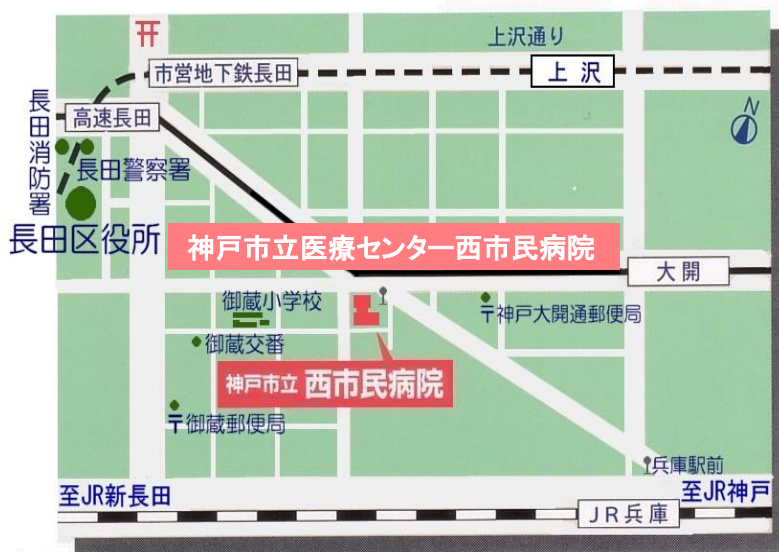 上沢通り
市営地下鉄長田
上沢
N
長田消防署
高速長田
長田警察署
長田区役所
神戸市立医療センター西市民病院
大開
御蔵小学校
〒神戸大開通郵便局
御蔵交番
神戸市立 西市民病院
〒御蔵郵便局
兵庫駅前
至JR新長田
至JR神戸
JR兵庫